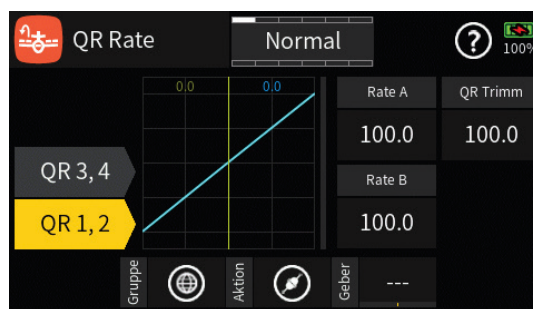 QR Rate
Normal
?
100%
0.0 0.0
Rate A
QR Trimm
100.0
100.0
QR 3, 4
Rate B
QR 1, 2
100.0
Gruppe
Aktion
Geber
---